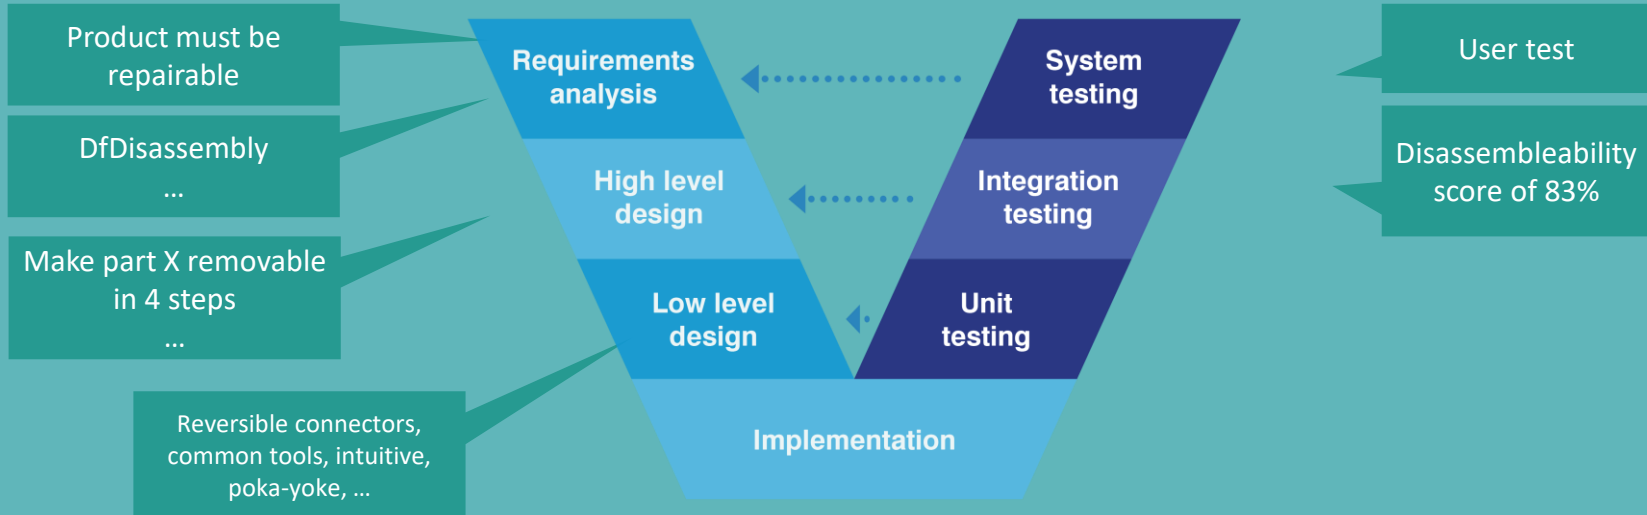 Product must be
repairable
DfDisassembly
...
Make part X removable
in 4 steps
...
Reversible connectors,
common tools, intuitive,
poka-yoke, ...
Requirements
analysis
High level
design
Low level
design
Implementation
System
testing
Integration
testing
Unit
testing
User test
Disassembleability
score of 83%